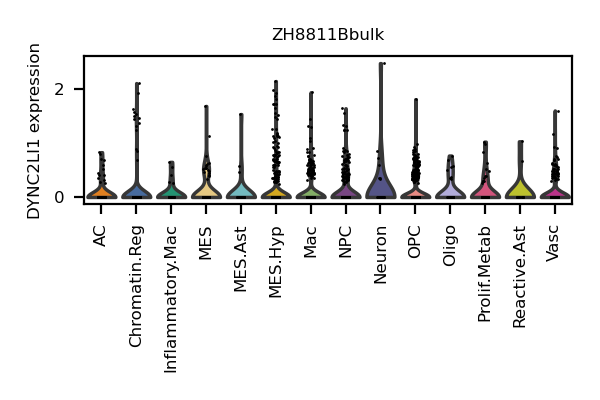 ZH8811Bbulk
DYNC2LI1 expression
2
0
AC
Chromatin.Reg
Inflammatory.Mac
MES
MES.Ast
MES.Hyp
Mac
NPC
Neuron
OPC
Oligo
Prolif.Metab
Reactive.Ast
Vasc